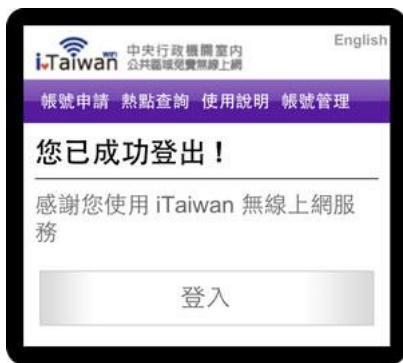 English
i-Taiwan WiFi 中央行政機關室內
公共區域免費無線上網
帳號申請 熱點查詢 使用說明 帳號管理
您已成功登出！
感謝您使用 iTaiwan 無線上網服
務
登入